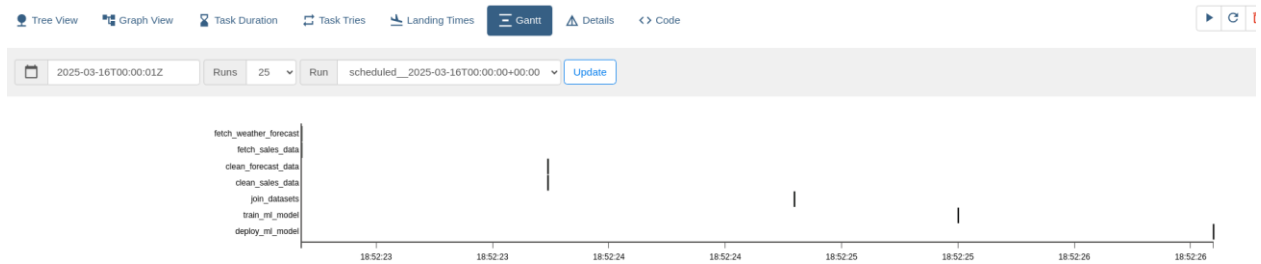 Tree View Graph View Task Duration Task Tries Landing Times Gantt Details <> Code
2025-03-16T00:00:01Z Runs 25 Run scheduled__2025-03-16T00:00:00+00:00 Update
fetch_weather_forecast
fetch_sales_data
clean_forecast_data
clean_sales_data
join_datasets
train_ml_model
deploy_ml_model
18:52:23 18:52:23 18:52:24 18:52:24 18:52:25 18:52:25 18:52:26 18:52:26